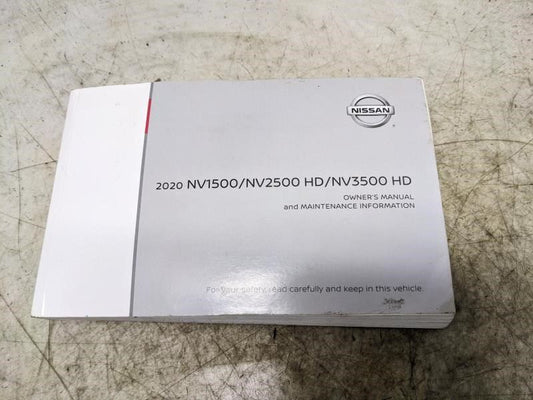 NISSAN
2020 NV1500/NV2500 HD/NV3500 HD
OWNER'S MANUAL
and MAINTENANCE INFORMATION
For your safety, read carefully and keep in this vehicle.